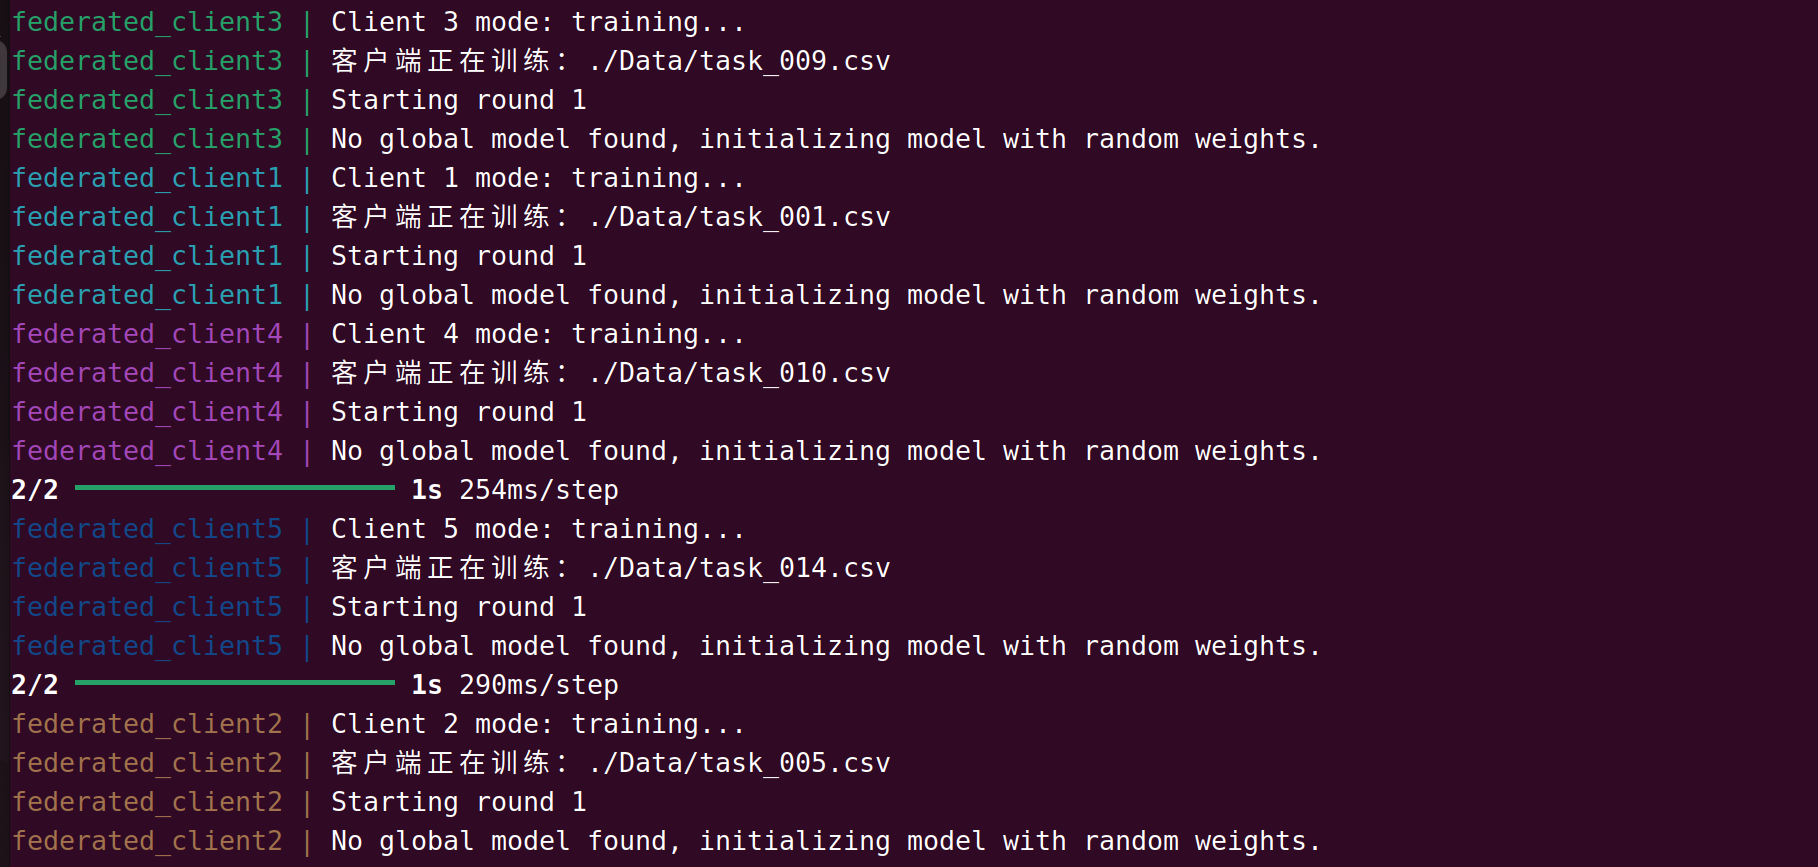 federated_client3 | Client 3 mode: training...
federated_client3 | 客户端正在训练： ./Data/task_009.csv
federated_client3 | Starting round 1
federated_client3 | No global model found, initializing model with random weights.
federated_client1 | Client 1 mode: training...
federated_client1 | 客户端正在训练： ./Data/task_001.csv
federated_client1 | Starting round 1
federated_client1 | No global model found, initializing model with random weights.
federated_client4 | Client 4 mode: training...
federated_client4 | 客户端正在训练： ./Data/task_010.csv
federated_client4 | Starting round 1
federated_client4 | No global model found, initializing model with random weights.
2/2 ━━━━━━━━━━━━━━━━━━━━ 1s 254ms/step
federated_client5 | Client 5 mode: training...
federated_client5 | 客户端正在训练： ./Data/task_014.csv
federated_client5 | Starting round 1
federated_client5 | No global model found, initializing model with random weights.
2/2 ━━━━━━━━━━━━━━━━━━━━ 1s 290ms/step
federated_client2 | Client 2 mode: training...
federated_client2 | 客户端正在训练： ./Data/task_005.csv
federated_client2 | Starting round 1
federated_client2 | No global model found, initializing model with random weights.